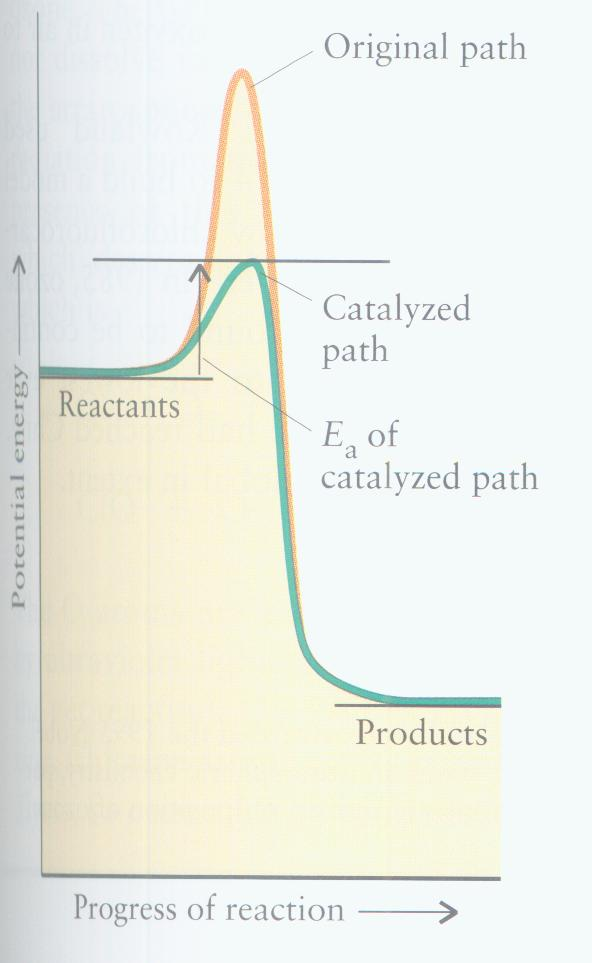 Original path
Catalyzed
path
Reactants
Ea of
catalyzed path
Potential energy
Products
Progress of reaction